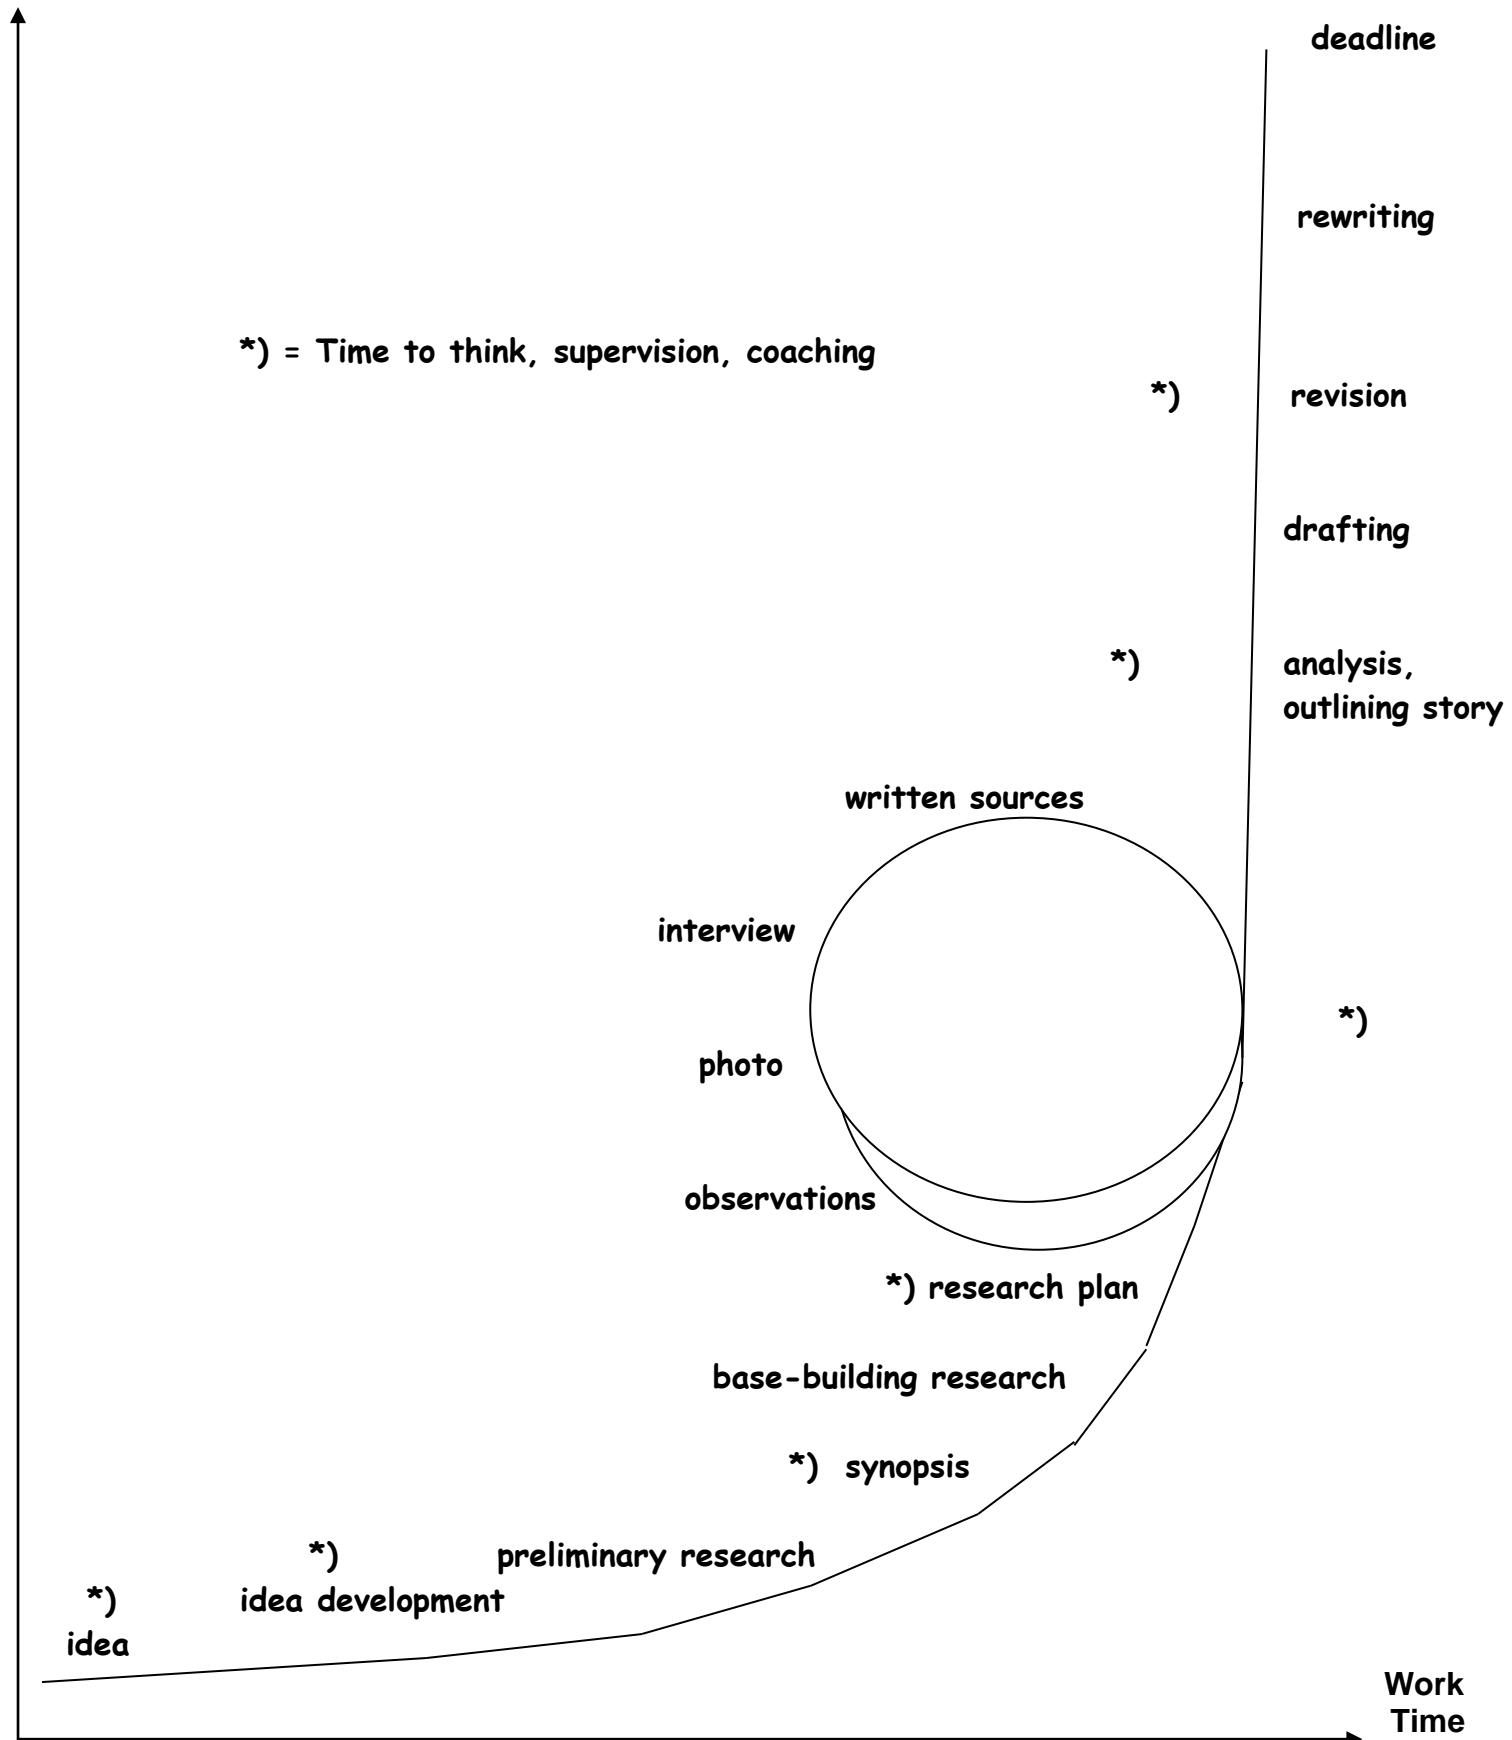 deadline
rewriting
*) = Time to think, supervision, coaching
*) revision
drafting
*) analysis,
outlining story
written sources
interview
*)
photo
observations
*) research plan
base-building research
*) synopsis
*) preliminary research
*) idea development
idea
Work
Time